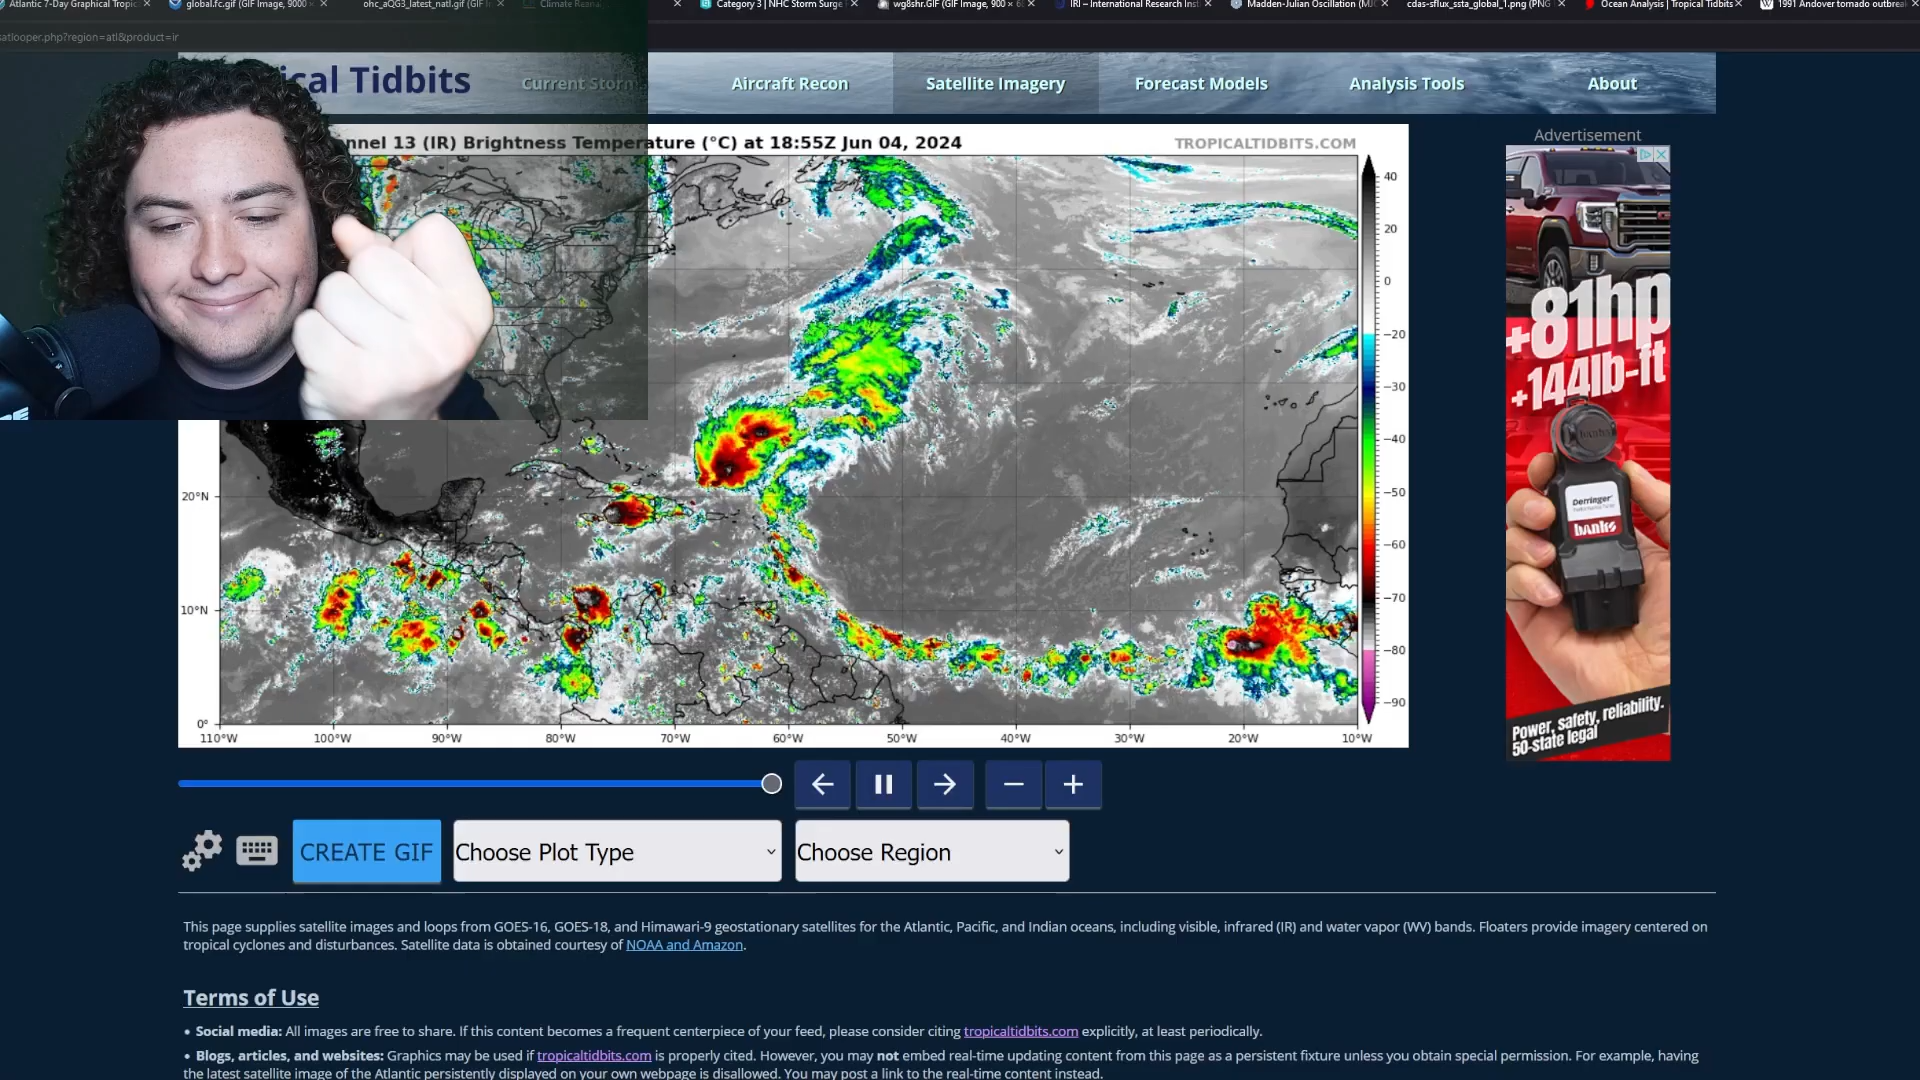 Atlantic 7-Day Graphical Tropic
global.fc.gif (GIF Image, 9000 ×
ohc_aQG3_latest_natl.gif (GIF
Climate Reanal
Category 3 | NHC Storm Surge
wg8shr.GIF (GIF Image, 900 ×
IRI – International Research Inst
Madden-Julian Oscillation (MJ
cdas-sflux_ssta_global_1.png (PNG
Ocean Analysis | Tropical Tidbits
1991 Andover tornado outbreak
satlooper.php?region=atl&product=ir
ical Tidbits
Current Storm
Aircraft Recon
Satellite Imagery
Forecast Models
Analysis Tools
About
nnel 13 (IR) Brightness Temperature (°C) at 18:55Z Jun 04, 2024
TROPICALTIDBITS.COM
Advertisement
40
20
0
−20
−30
−40
−50
−60
−70
−80
−90
20°N
10°N
0°
110°W
100°W
90°W
80°W
70°W
60°W
50°W
40°W
30°W
20°W
10°W
+81hp
+144lb-ft
banks
Derringer
banks
Power, safety, reliability.
50-state legal
CREATE GIF
Choose Plot Type
Choose Region
This page supplies satellite images and loops from GOES-16, GOES-18, and Himawari-9 geostationary satellites for the Atlantic, Pacific, and Indian oceans, including visible, infrared (IR) and water vapor (WV) bands. Floaters provide imagery centered on
tropical cyclones and disturbances. Satellite data is obtained courtesy of NOAA and Amazon.
Terms of Use
• Social media: All images are free to share. If this content becomes a frequent centerpiece of your feed, please consider citing tropicaltidbits.com explicitly, at least periodically.
• Blogs, articles, and websites: Graphics may be used if tropicaltidbits.com is properly cited. However, you may not embed real-time updating content from this page as a persistent fixture unless you obtain special permission. For example, having
the latest satellite image of the Atlantic persistently displayed on your own webpage is disallowed. You may post a link to the real-time content instead.